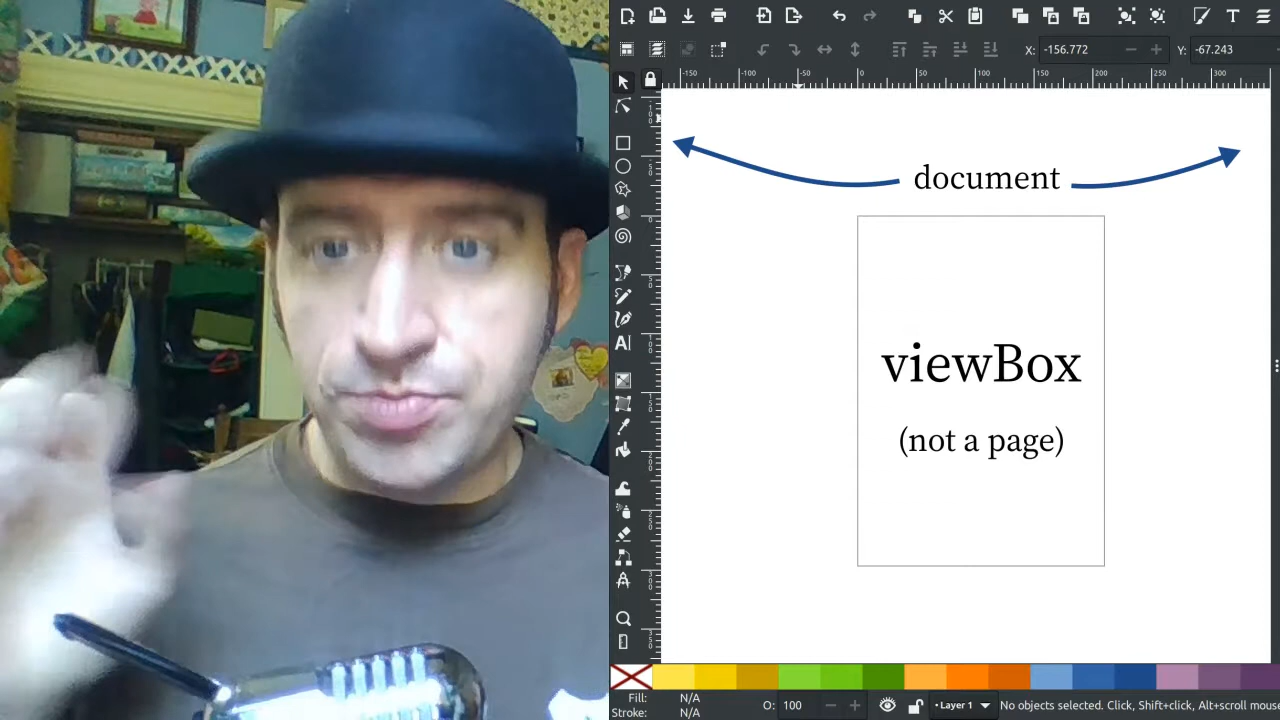 X:
-156.772
Y:
-67.243
-150
-100
-50
0
50
100
150
200
250
300
document
viewBox
(not a page)
Fill:
N/A
Stroke:
N/A
O:
100
•Layer 1
No objects selected. Click, Shift+click, Alt+scroll mouse